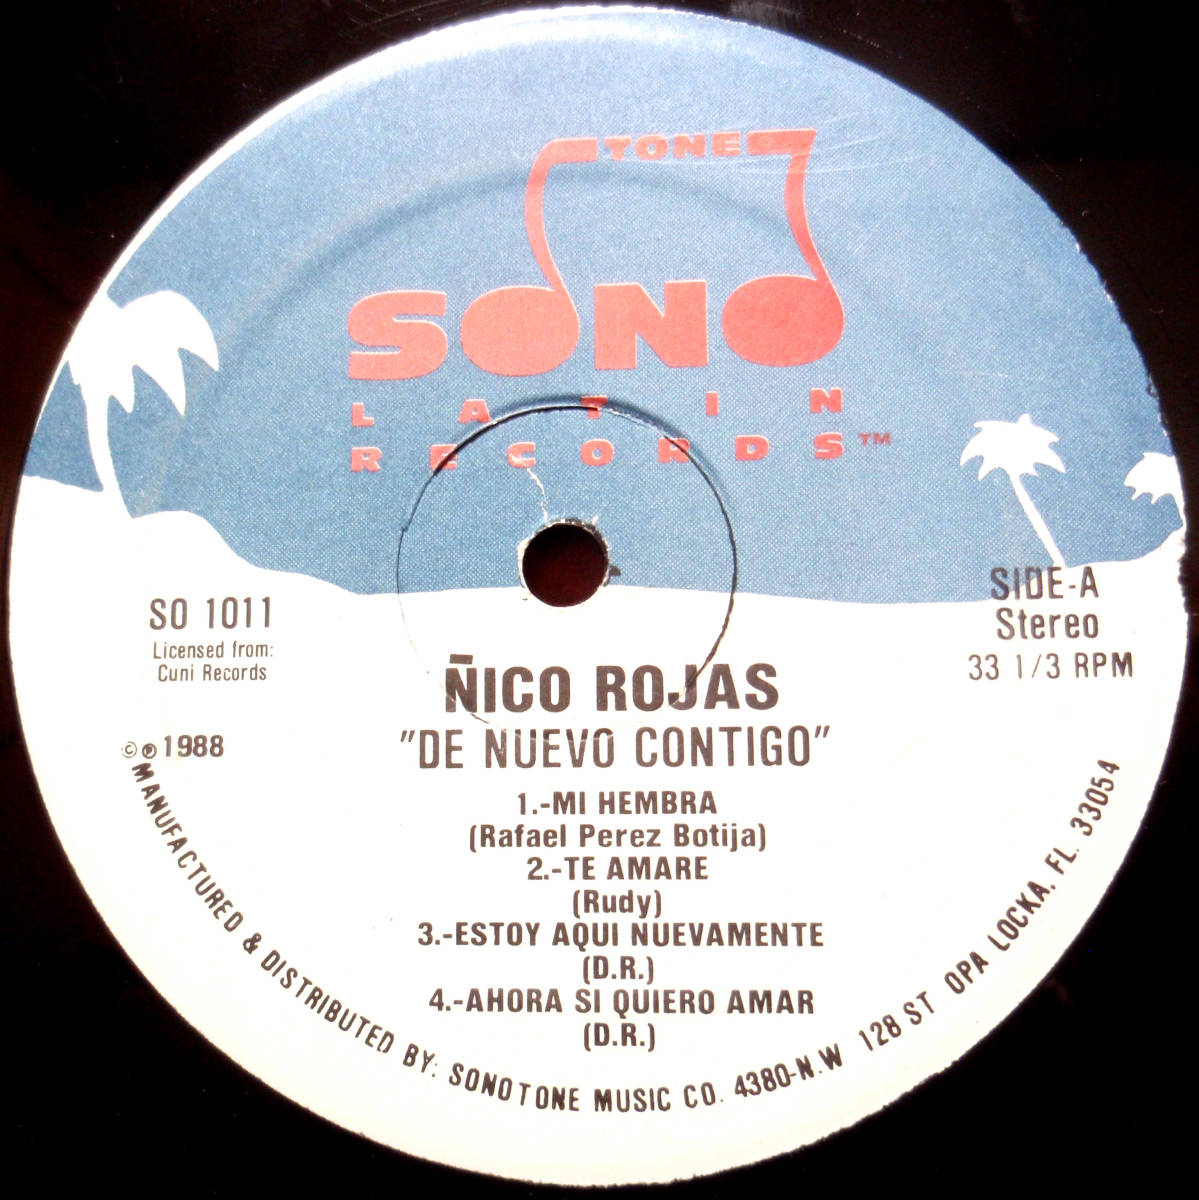 TONE
SONO
LATIN
RECORDS™
SO 1011
Licensed from:
Cuni Records
SIDE-A
Stereo
33 1/3 RPM
ÑICO ROJAS
"DE NUEVO CONTIGO"
©℗1988
1.-MI HEMBRA
(Rafael Perez Botija)
2.-TE AMARE
(Rudy)
3.-ESTOY AQUI NUEVAMENTE
(D.R.)
4.-AHORA SI QUIERO AMAR
(D.R.)
MANUFACTURED & DISTRIBUTED BY: SONOTONE MUSIC CO. 4380-N.W 128 ST OPA LOCKA, FL. 33054